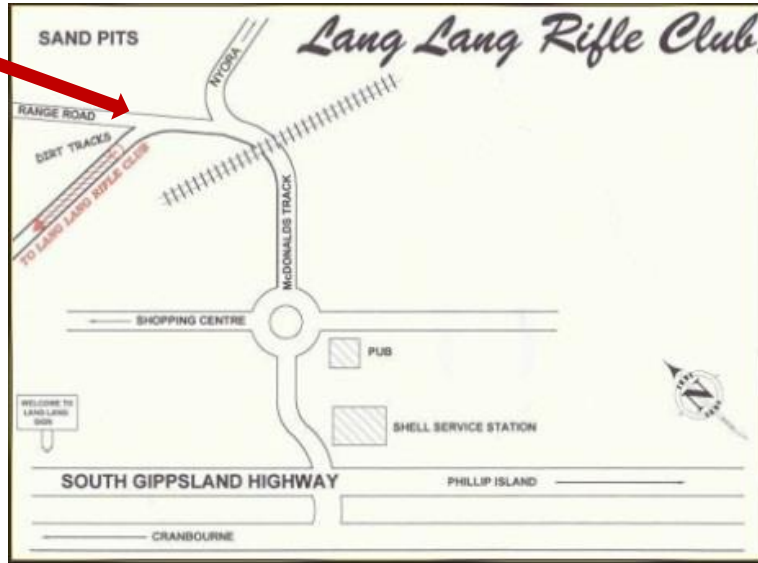 SAND PITS
Lang Lang Rifle Club.
NYORA
RANGE ROAD
DIRT TRACKS
TO LANG LANG RIFLE CLUB
McDONALDS TRACK
SHOPPING CENTRE
PUB
WELCOME TO
LANG LANG
SIGN
N
SHELL SERVICE STATION
SOUTH GIPPSLAND HIGHWAY
PHILLIP ISLAND
CRANBOURNE